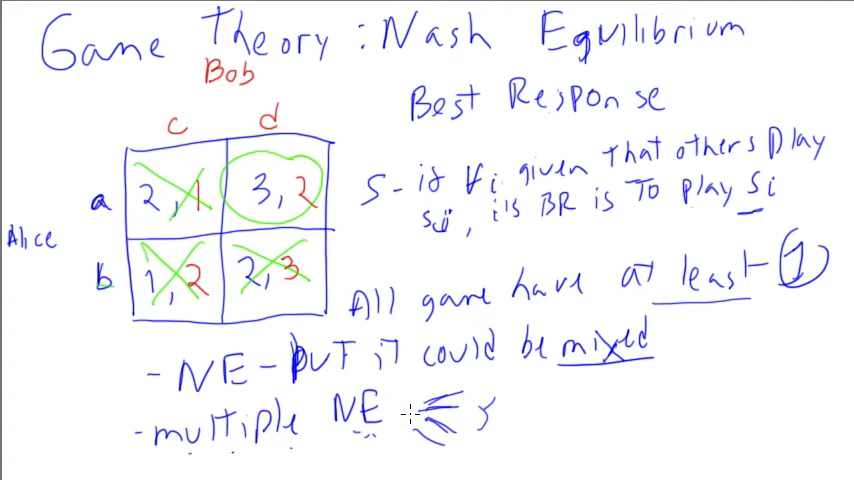 Game Theory : Nash Equilibrium
Bob
Best Response
c d
a 2, 1 3, 2
S - if ∀i given that others play
s-i, i's BR is To play Si
Alice
b 1, 2 2, 3
All game have at least 1
- NE - but it could be mixed
- multiple NE